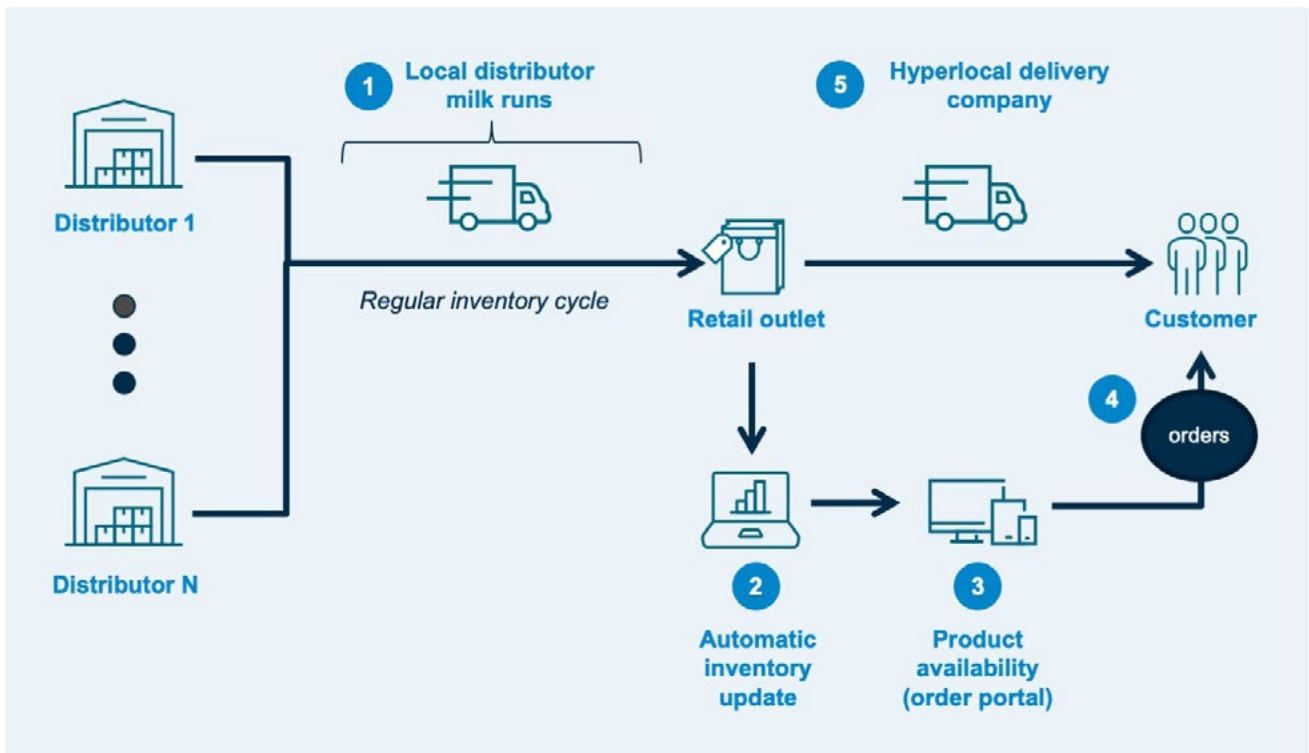 1
Local distributor
milk runs
5
Hyperlocal delivery
company
Distributor 1
Regular inventory cycle
Retail outlet
Customer
4
orders
Distributor N
2
3
Automatic
inventory
update
Product
availability
(order portal)